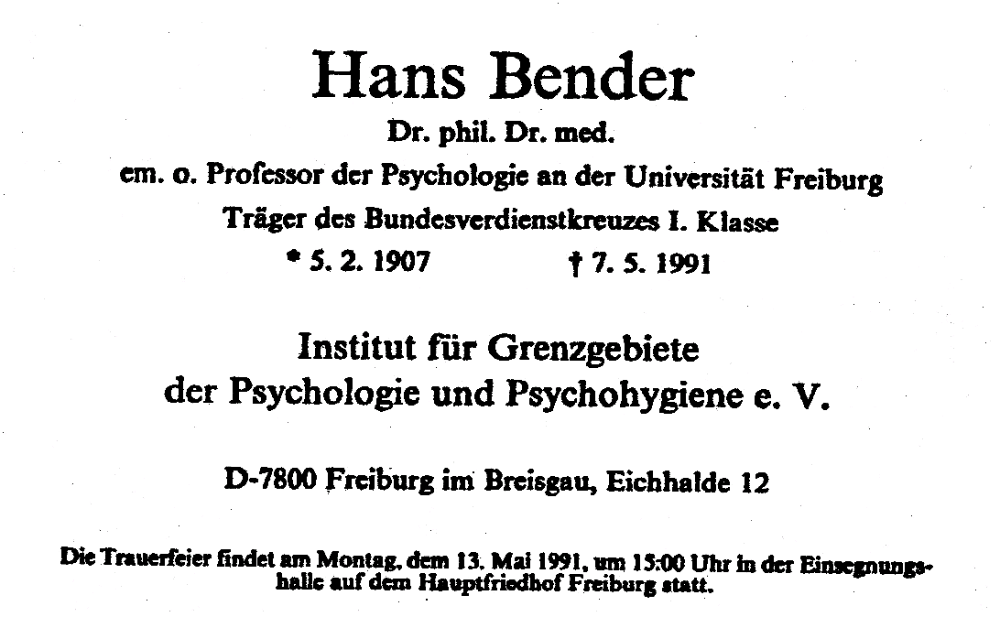 Hans Bender
Dr. phil. Dr. med.
em. o. Professor der Psychologie an der Universität Freiburg
Träger des Bundesverdienstkreuzes I. Klasse
* 5. 2. 1907 † 7. 5. 1991
Institut für Grenzgebiete
der Psychologie und Psychohygiene e. V.
D-7800 Freiburg im Breisgau, Eichhalde 12
Die Trauerfeier findet am Montag, dem 13. Mai 1991, um 15:00 Uhr in der Einsegnungs-
halle auf dem Hauptfriedhof Freiburg statt.